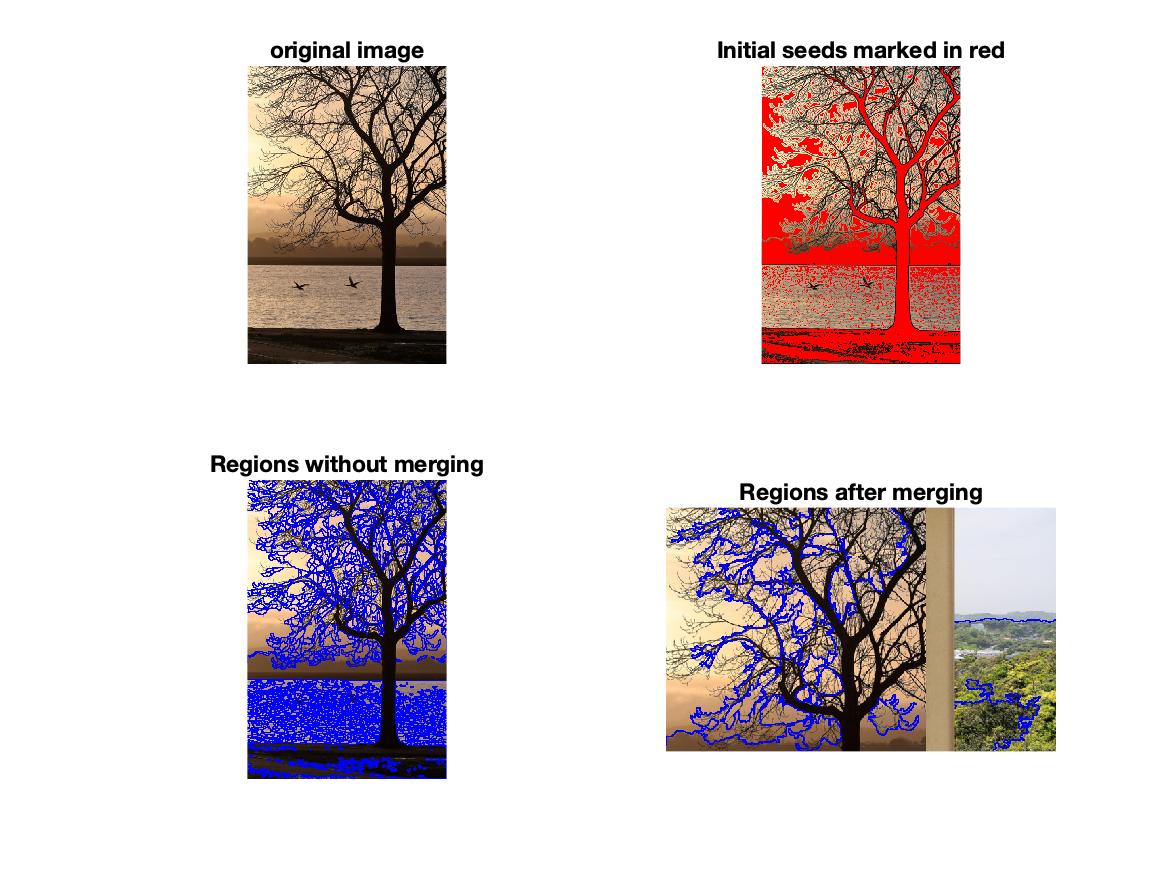 original image
Initial seeds marked in red
Regions without merging
Regions after merging